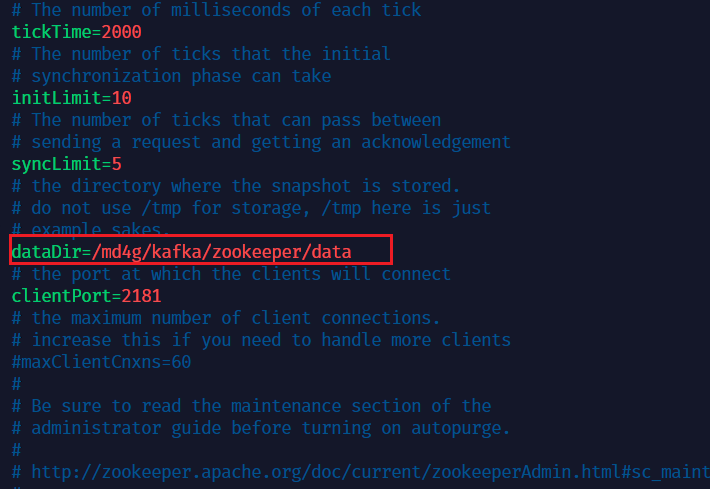 # The number of milliseconds of each tick
tickTime=2000
# The number of ticks that the initial
# synchronization phase can take
initLimit=10
# The number of ticks that can pass between
# sending a request and getting an acknowledgement
syncLimit=5
# the directory where the snapshot is stored.
# do not use /tmp for storage, /tmp here is just
# example sakes.
dataDir=/md4g/kafka/zookeeper/data
# the port at which the clients will connect
clientPort=2181
# the maximum number of client connections.
# increase this if you need to handle more clients
#maxClientCnxns=60
#
# Be sure to read the maintenance section of the
# administrator guide before turning on autopurge.
#
# http://zookeeper.apache.org/doc/current/zookeeperAdmin.html#sc_maint
#